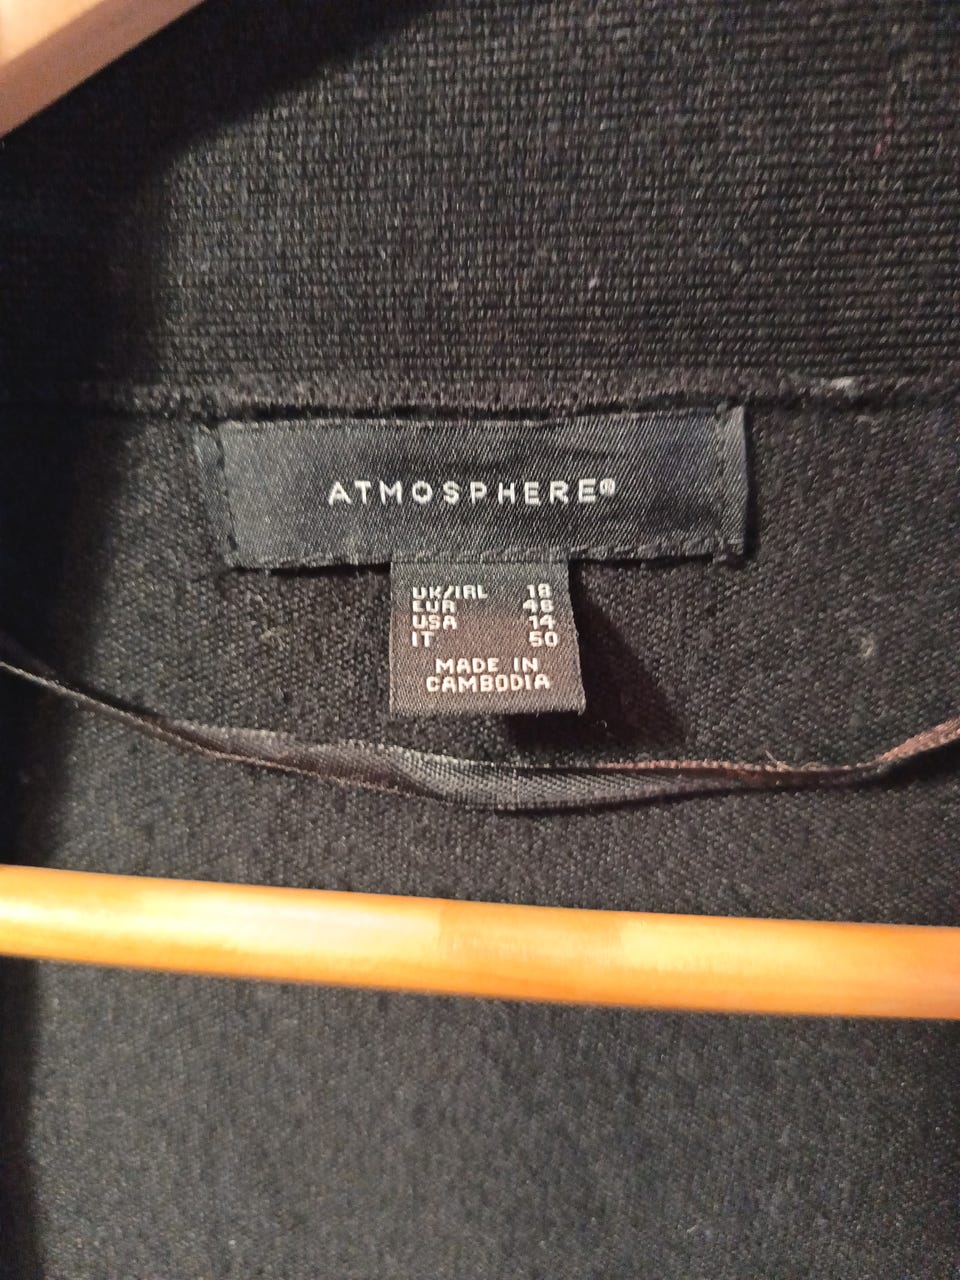 ATMOSPHERE®
UK/IRL 18
EUR 46
USA 14
IT 50
MADE IN
CAMBODIA